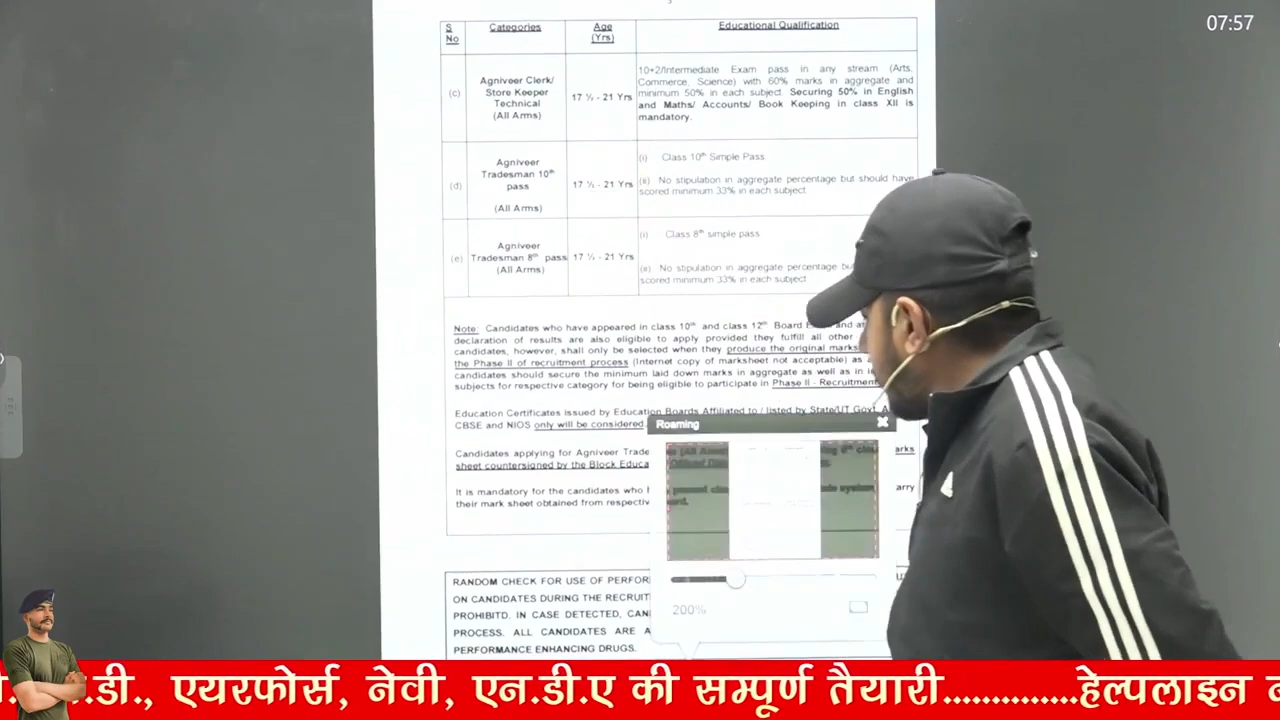 07:57
S No
Categories
Age (Yrs)
Educational Qualification
(c)
Agniveer Clerk/
Store Keeper
Technical
(All Arms)
17 ½ - 21 Yrs
10+2/Intermediate Exam pass in any stream (Arts,
Commerce, Science) with 60% marks in aggregate and
minimum 50% in each subject. Securing 50% in English
and Maths/ Accounts/ Book Keeping in class XII is
mandatory.
(d)
Agniveer
Tradesman 10th
pass
(All Arms)
17 ½ - 21 Yrs
(i) Class 10th Simple Pass
(ii) No stipulation in aggregate percentage but should have
scored minimum 33% in each subject
(e)
Agniveer
Tradesman 8th pass
(All Arms)
17 ½ - 21 Yrs
(i) Class 8th simple pass
(ii) No stipulation in aggregate percentage
scored minimum 33% in each subject
Note: Candidates who have appeared in class 10th and class 12th Board
declaration of results are also eligible to apply provided they fulfill all other
candidates, however, shall only be selected when they produce the original marks
the Phase II of recruitment process (Internet copy of marksheet not acceptable) as
candidates should secure the minimum laid down marks in aggregate as well as in
subjects for respective category for being eligible to participate in Phase II - Recruitment
Education Certificates issued by Education Boards Affiliated to / listed by State/UT Govt
CBSE and NIOS only will be considered.
Candidates applying for Agniveer
sheet countersigned by the Block
It is mandatory for the candidates who
their mark sheet obtained from
Roaming
200%
RANDOM CHECK FOR USE OF
ON CANDIDATES DURING THE
PROHIBITD. IN CASE DETECTED,
PROCESS. ALL CANDIDATES ARE
PERFORMANCE ENHANCING DRUGS.
डी., एयरफोर्स, नेवी, एन.डी.ए की सम्पूर्ण तैयारी..............हेल्पलाइन